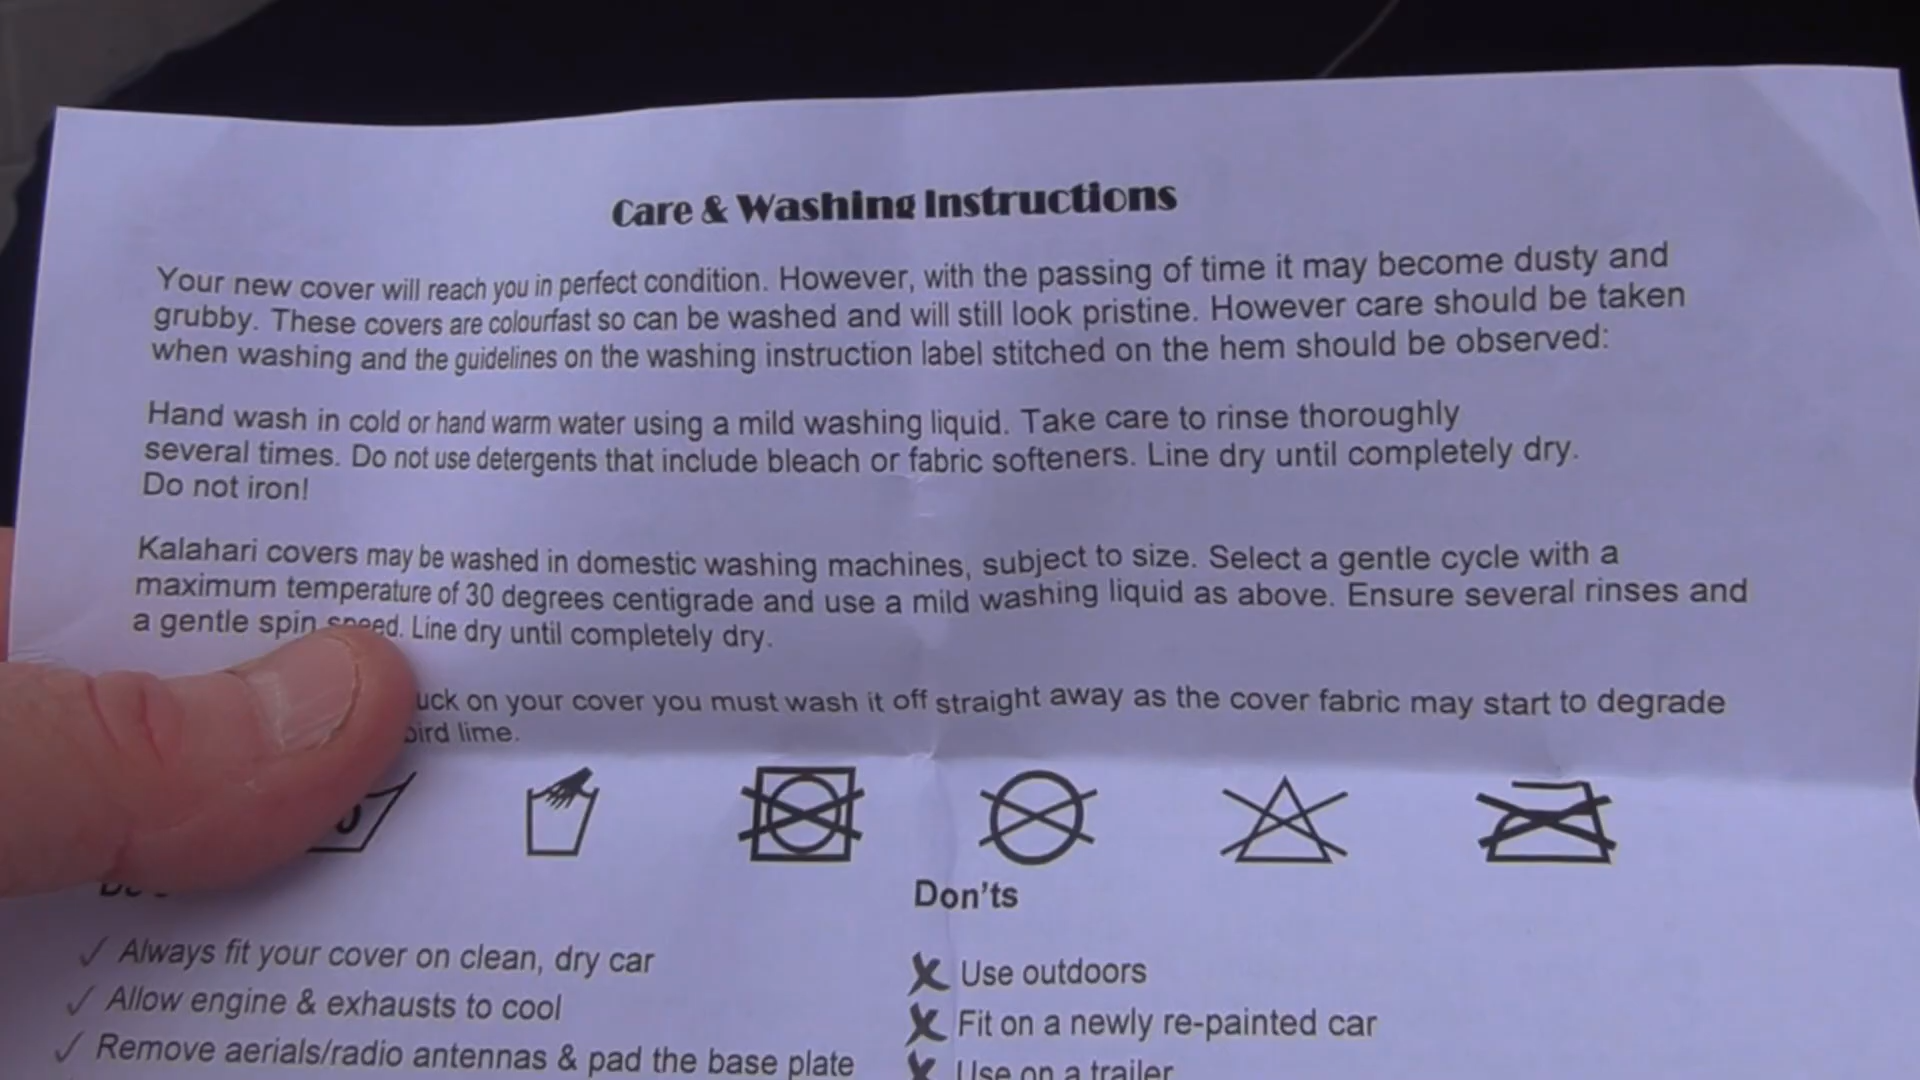 Care & Washing Instructions
Your new cover will reach you in perfect condition. However, with the passing of time it may become dusty and
grubby. These covers are colourfast so can be washed and will still look pristine. However care should be taken
when washing and the guidelines on the washing instruction label stitched on the hem should be observed:
Hand wash in cold or hand warm water using a mild washing liquid. Take care to rinse thoroughly
several times. Do not use detergents that include bleach or fabric softeners. Line dry until completely dry.
Do not iron!
Kalahari covers may be washed in domestic washing machines, subject to size. Select a gentle cycle with a
maximum temperature of 30 degrees centigrade and use a mild washing liquid as above. Ensure several rinses and
a gentle spin speed. Line dry until completely dry.
on your cover you must wash it off straight away as the cover fabric may start to degrade
bird lime.
Don'ts
Always fit your cover on clean, dry car
Allow engine & exhausts to cool
Remove aerials/radio antennas & pad the base plate
Use outdoors
Fit on a newly re-painted car
Use on a trailer